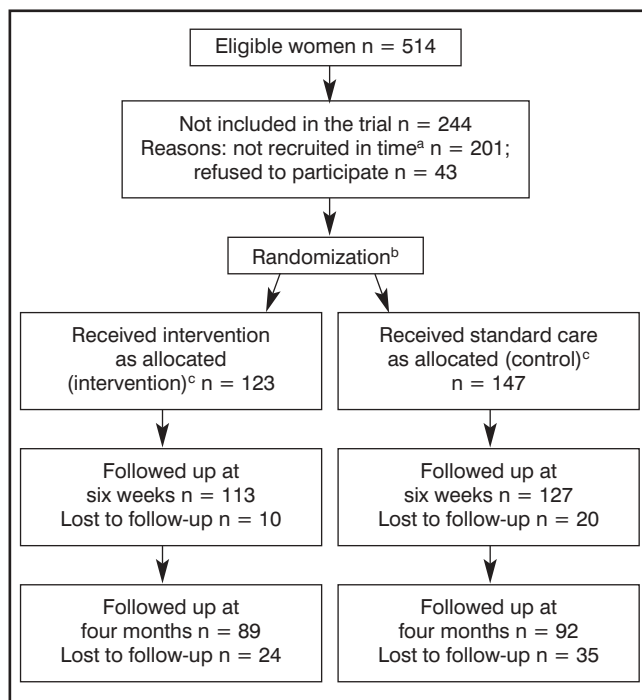 Eligible women n = 514
Not included in the trial n = 244
Reasons: not recruited in timeᵃ n = 201;
refused to participate n = 43
Randomizationᵇ
Received intervention
as allocated
(intervention)ᶜ n = 123
Received standard care
as allocated (control)ᶜ
n = 147
Followed up at
six weeks n = 113
Lost to follow-up n = 10
Followed up at
six weeks n = 127
Lost to follow-up n = 20
Followed up at
four months n = 89
Lost to follow-up n = 24
Followed up at
four months n = 92
Lost to follow-up n = 35